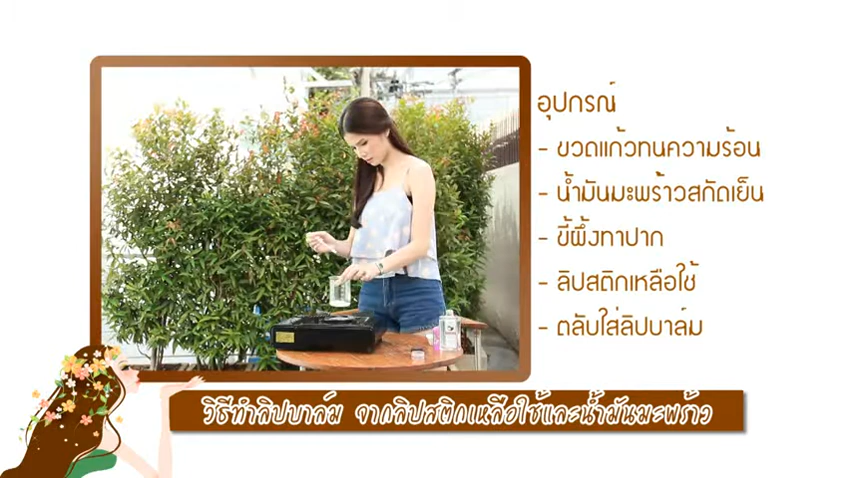 อุปกรณ์
- ขวดแก้วทนความร้อน
- น้ำมันมะพร้าวสกัดเย็น
- ขี้ผึ้งทาปาก
- ลิปสติกเหลือใช้
- ตลับใส่ลิปบาล์ม
วิธีทำลิปบาล์ม จากลิปสติกเหลือใช้และน้ำมันมะพร้าว